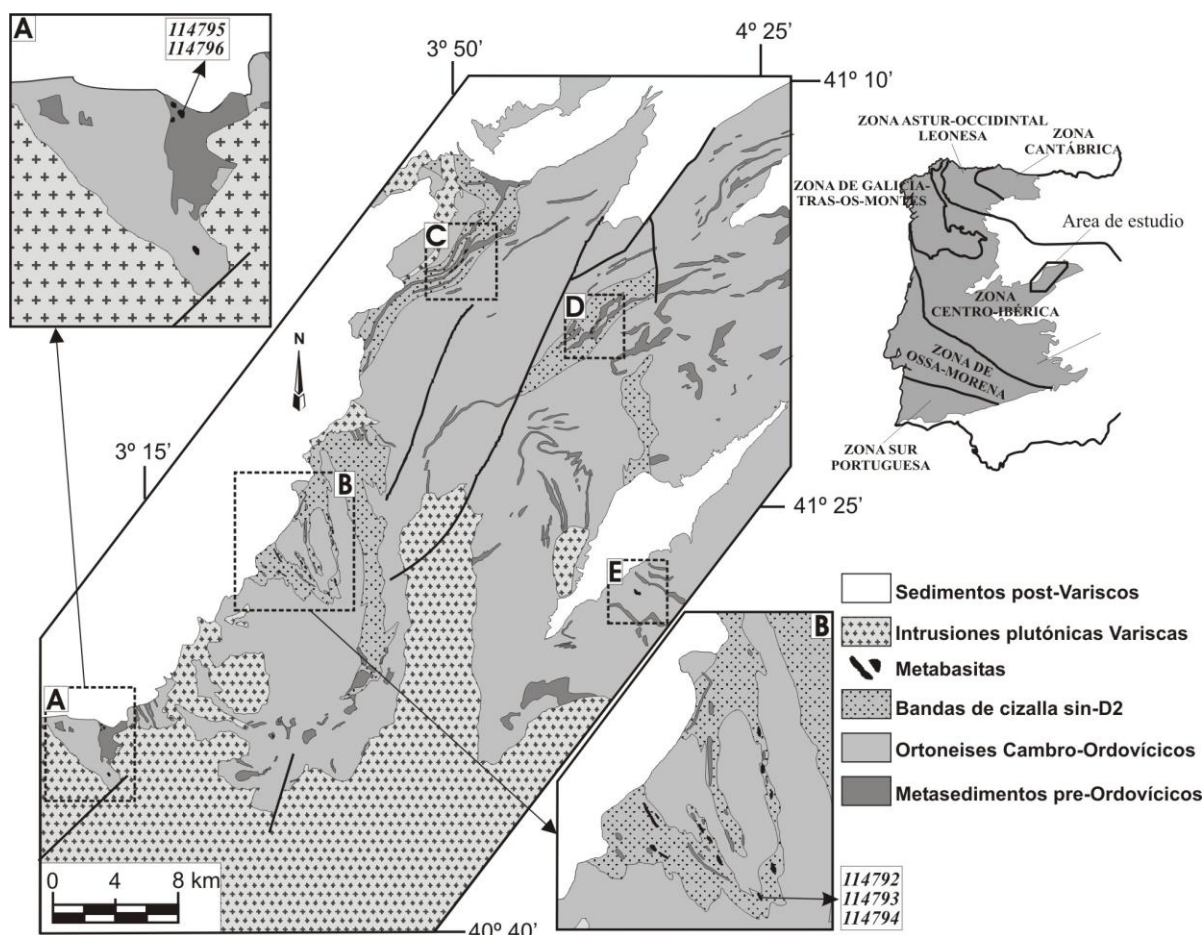 A
114795
114796
3º 50’
4º 25’
41º 10’
ZONA ASTUR-OCCIDINTAL
LEONESA
ZONA
CANTÁBRICA
ZONA DE GALICIA-
TRAS-OS-MONTES
Area de estudio
ZONA
CENTRO-IBÉRICA
ZONA DE
OSSA-MORENA
ZONA SUR
PORTUGUESA
C
D
N
3º 15’
B
41º 25’
E
A
B
Sedimentos post-Variscos
Intrusiones plutónicas Variscas
Metabasitas
Bandas de cizalla sin-D2
Ortoneises Cambro-Ordovícicos
Metasedimentos pre-Ordovícicos
114792
114793
114794
0 4 8 km
40º 40’